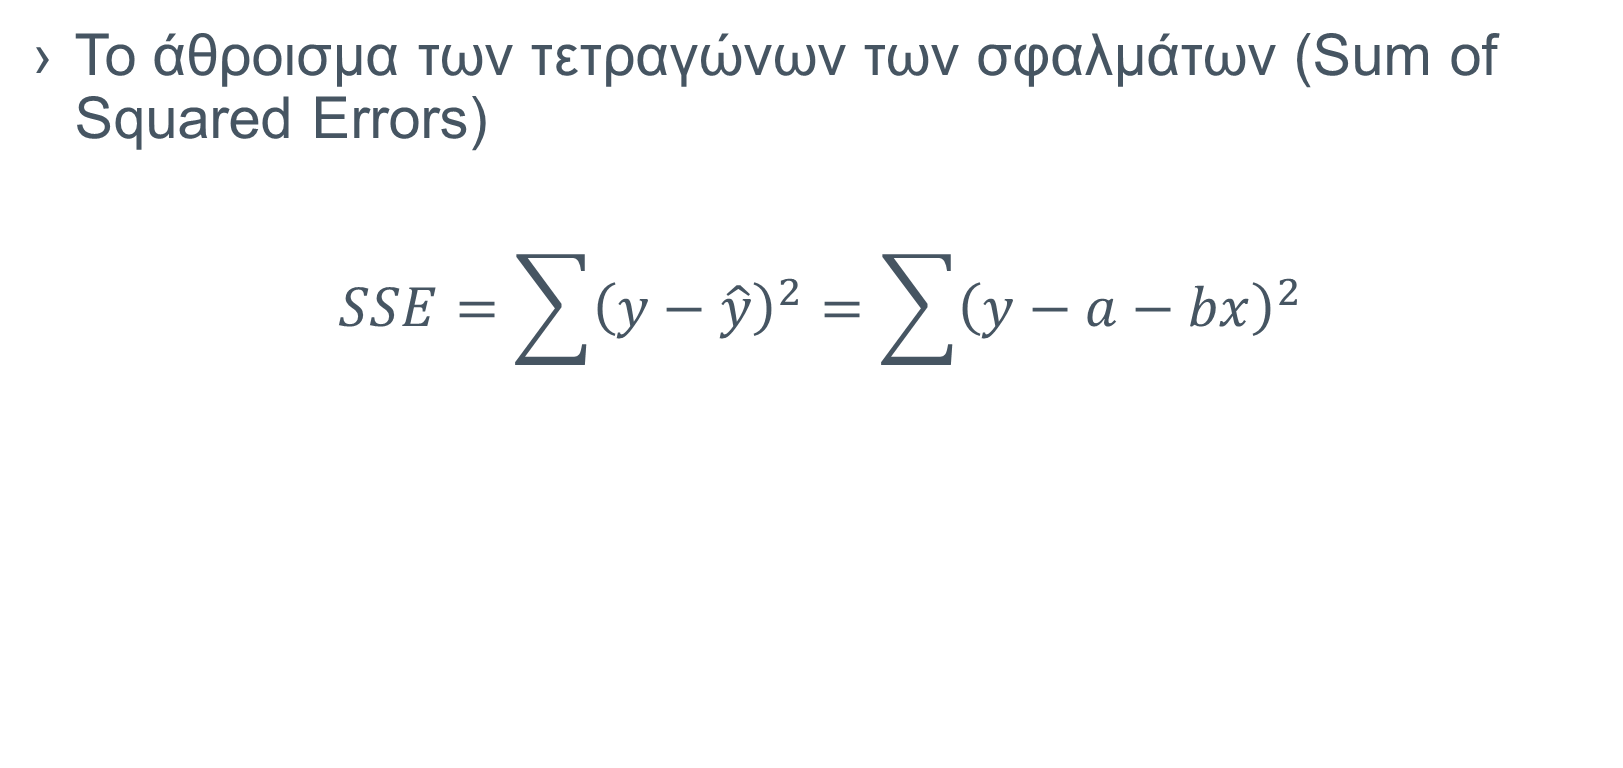 › Το άθροισμα των τετραγώνων των σφαλμάτων (Sum of
Squared Errors)
𝑆𝑆𝐸 = ∑(𝑦 − ŷ)² = ∑(𝑦 − 𝑎 − 𝑏𝑥)²